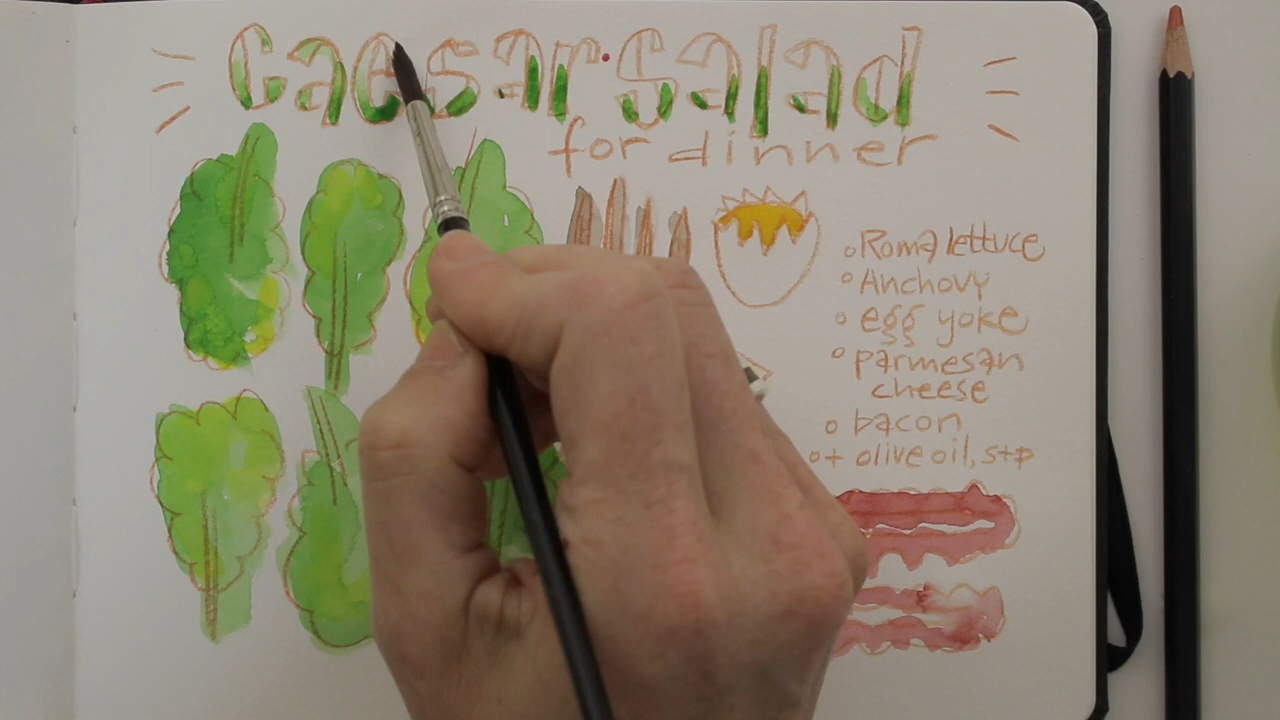 Caesar Salad
for dinner
Roma lettuce
Anchovy
egg yoke
parmesan
cheese
bacon
+ olive oil, s+p